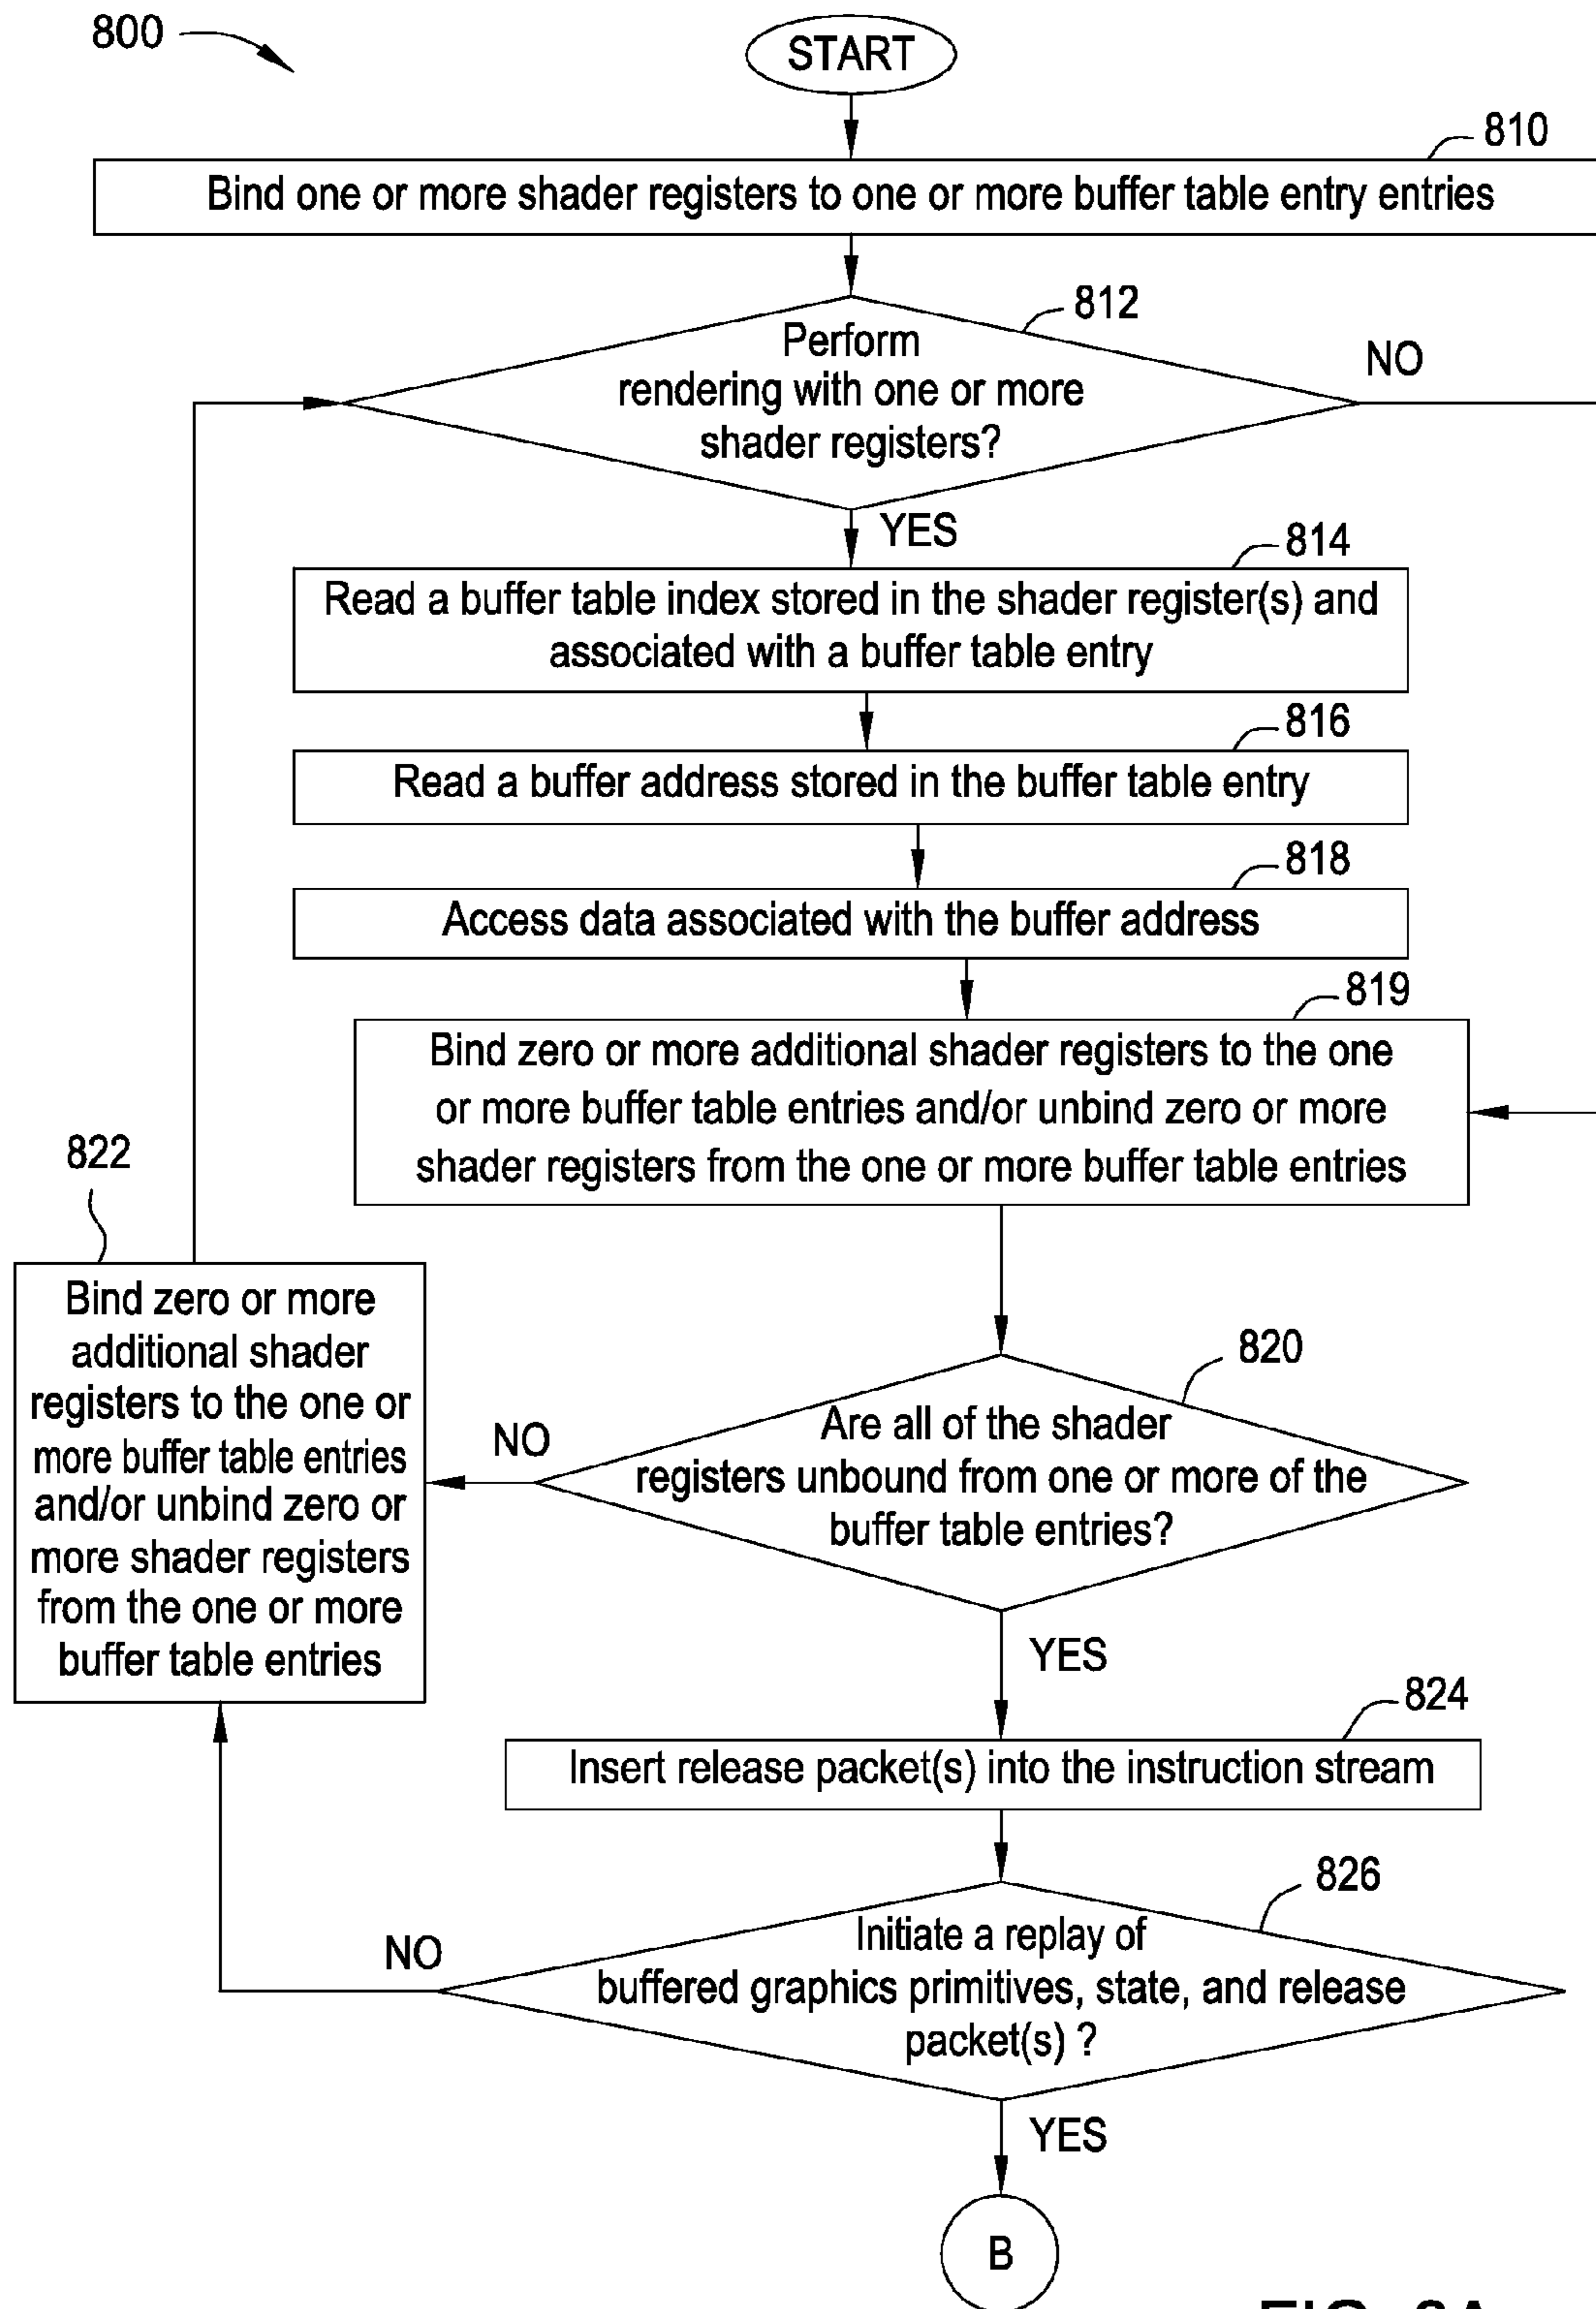 800
START
810
Bind one or more shader registers to one or more buffer table entry entries
812
Perform
rendering with one or more
shader registers?
NO
YES
814
Read a buffer table index stored in the shader register(s) and
associated with a buffer table entry
816
Read a buffer address stored in the buffer table entry
818
Access data associated with the buffer address
819
Bind zero or more additional shader registers to the one
or more buffer table entries and/or unbind zero or more
shader registers from the one or more buffer table entries
822
Bind zero or more
additional shader
registers to the one or
more buffer table entries
and/or unbind zero or
more shader registers
from the one or more
buffer table entries
820
Are all of the shader
registers unbound from one or more of the
buffer table entries?
NO
YES
824
Insert release packet(s) into the instruction stream
826
Initiate a replay of
buffered graphics primitives, state, and release
packet(s) ?
NO
YES
B